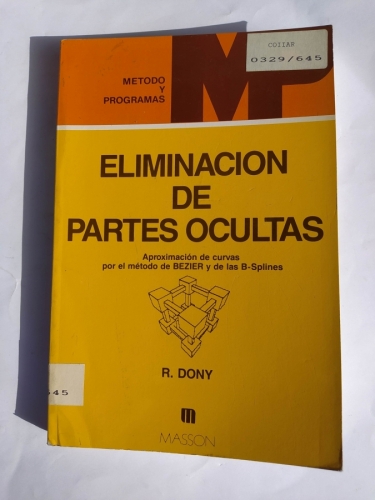 COIIAS
0329/645
METODO
Y
PROGRAMAS
MP
ELIMINACION
DE
PARTES OCULTAS
Aproximación de curvas
por el método de BEZIER y de las B-Splines
R. DONY
645
m
MASSON